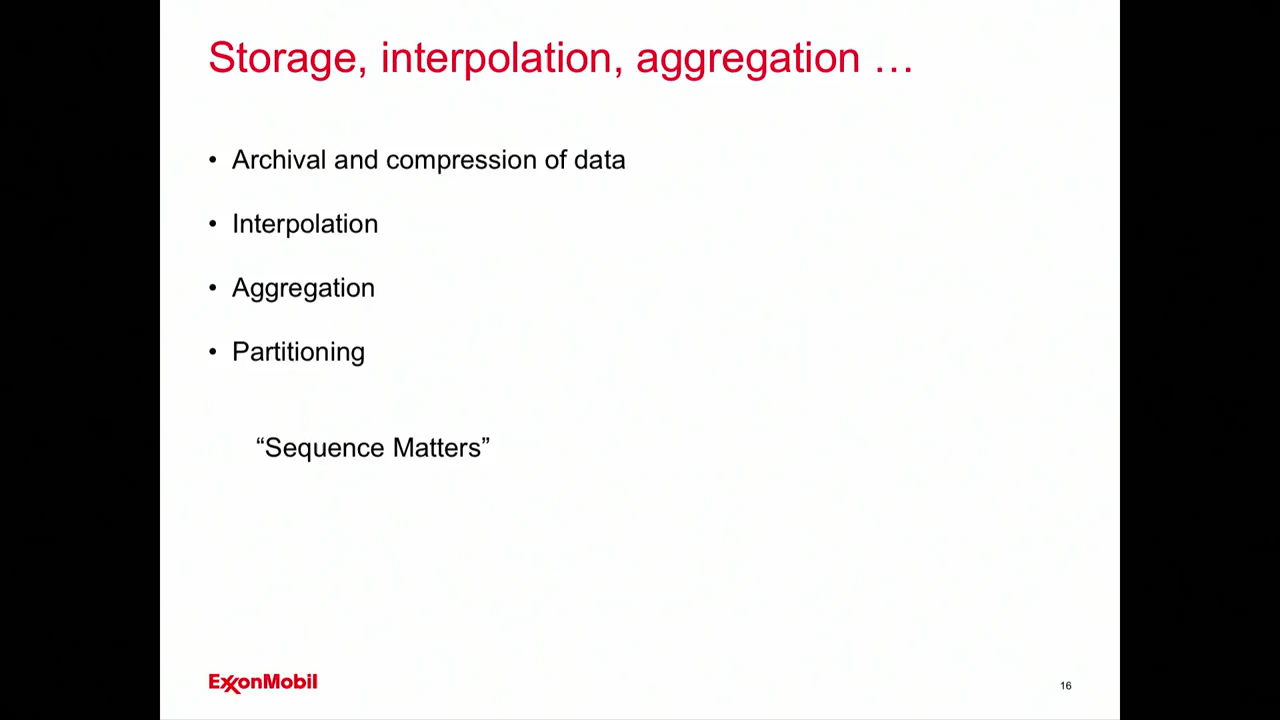 Storage, interpolation, aggregation …
• Archival and compression of data
• Interpolation
• Aggregation
• Partitioning
“Sequence Matters”
ExxonMobil
16